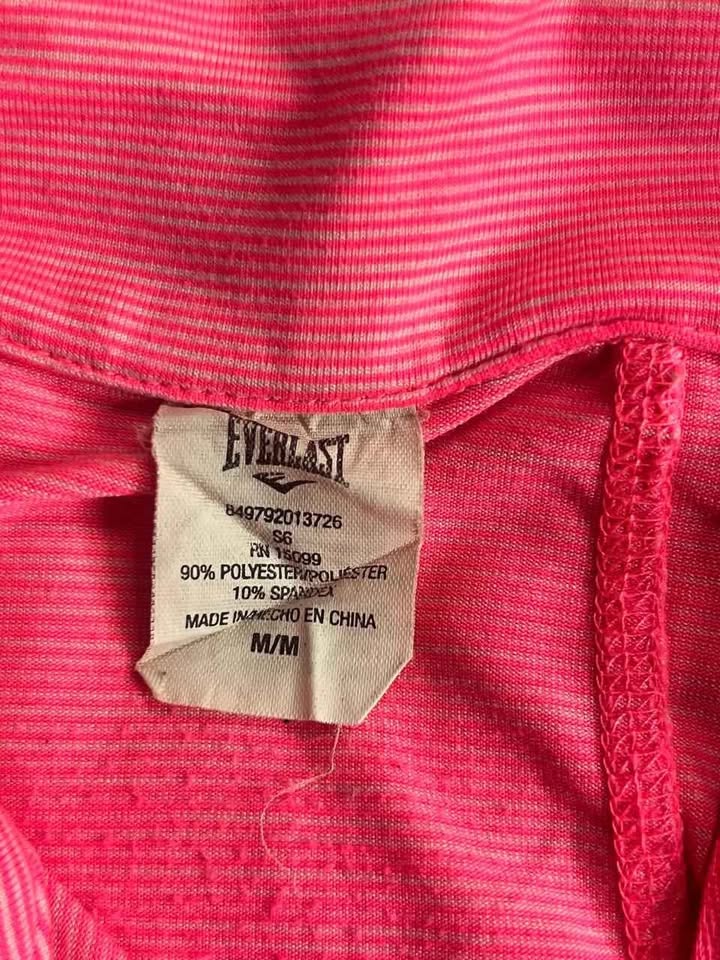 EVERLAST
849792013726
S6
RN 15099
90% POLYESTER/POLIÉSTER
10% SPANDEX
MADE IN/HECHO EN CHINA
M/M